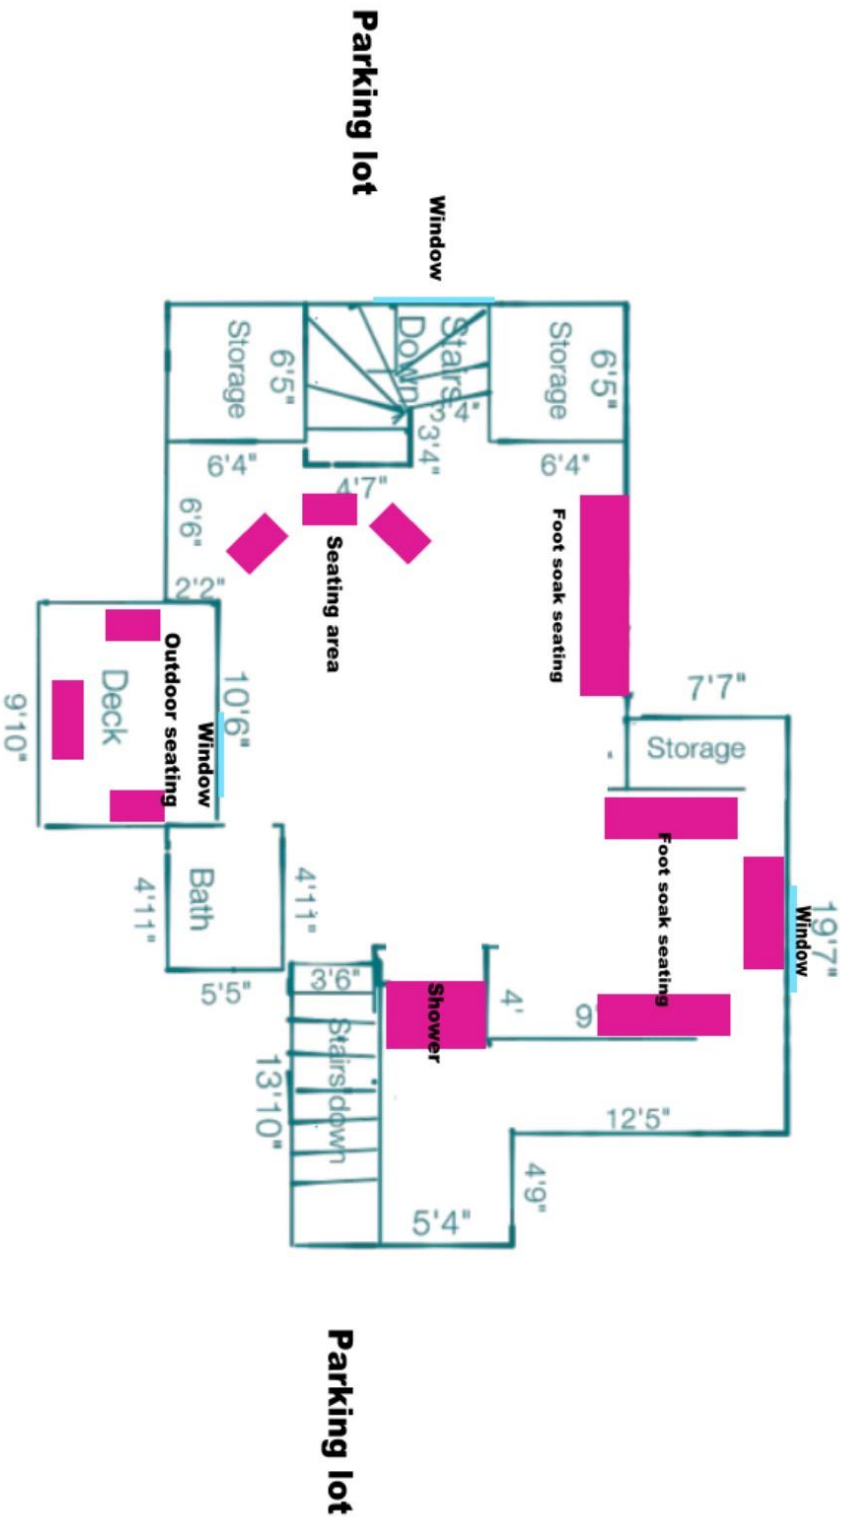 Parking lot
Window
Storage
6'5"
Stairs
Down
3'4"
Storage
6'5"
6'4"
3'4"
6'4"
4'7"
6'6"
Seating area
Foot soak seating
2'2"
Outdoor seating
Deck
10'6"
Window
9'10"
7'7"
Storage
Foot soak seating
Window
19'7"
Bath
4'11"
4'11"
5'5"
3'6"
Shower
4'
Stairs down
13'10"
12'5"
4'9"
5'4"
Parking lot